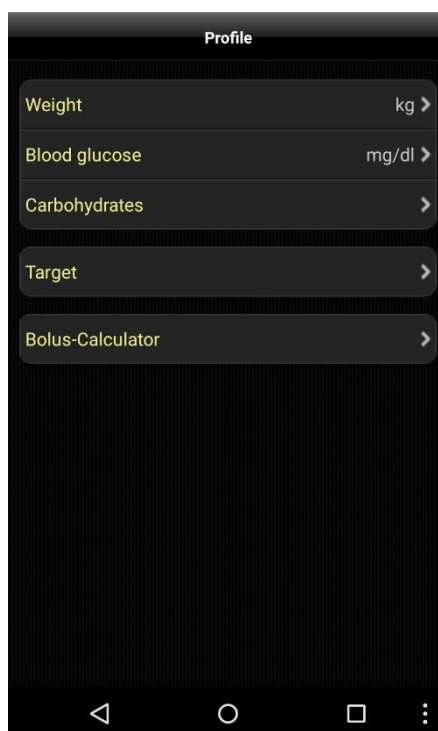 Profile
Weight kg
Blood glucose mg/dl
Carbohydrates
Target
Bolus-Calculator